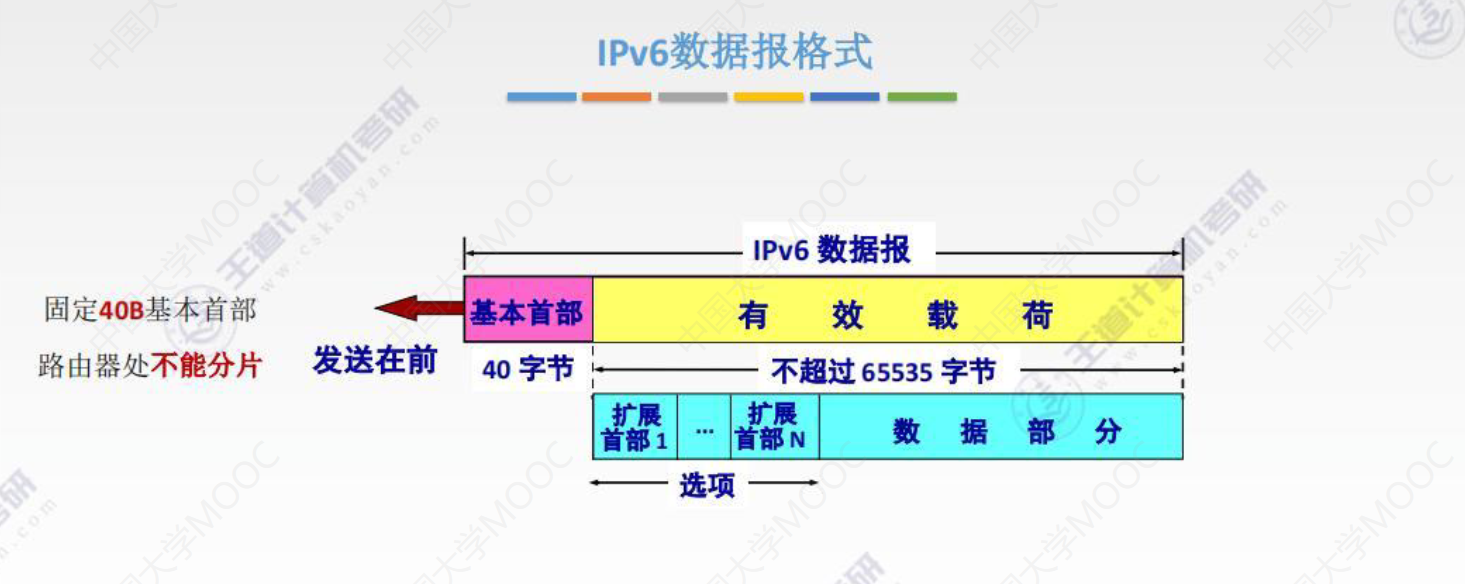 IPv6数据报格式
IPv6 数据报
固定40B基本首部
基本首部
有 效 载 荷
路由器处不能分片
发送在前
40 字节
不超过 65535 字节
扩展
首部 1
...
扩展
首部 N
数 据 部 分
选项
中国大学MOOC
王道计算机考研
www.cskaoyan.com